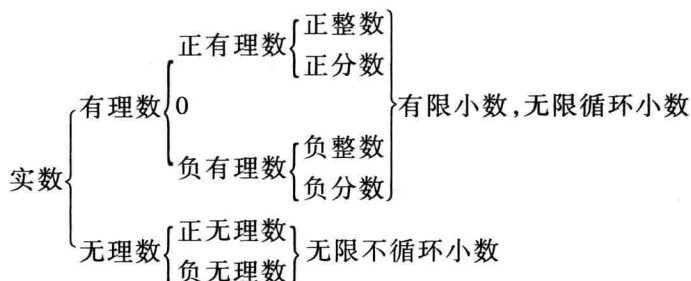 正有理数 正整数
正分数
有理数 0 有限小数,无限循环小数
负有理数 负整数
实数 负分数
无理数 正无理数 无限不循环小数
负无理数